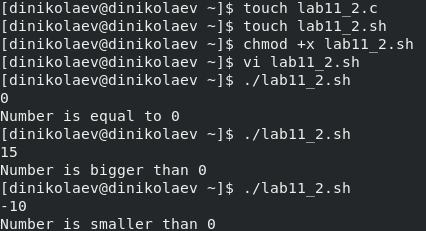 [dinikolaev@dinikolaev ~]$ touch lab11_2.c
[dinikolaev@dinikolaev ~]$ touch lab11_2.sh
[dinikolaev@dinikolaev ~]$ chmod +x lab11_2.sh
[dinikolaev@dinikolaev ~]$ vi lab11_2.sh
[dinikolaev@dinikolaev ~]$ ./lab11_2.sh
0
Number is equal to 0
[dinikolaev@dinikolaev ~]$ ./lab11_2.sh
15
Number is bigger than 0
[dinikolaev@dinikolaev ~]$ ./lab11_2.sh
-10
Number is smaller than 0